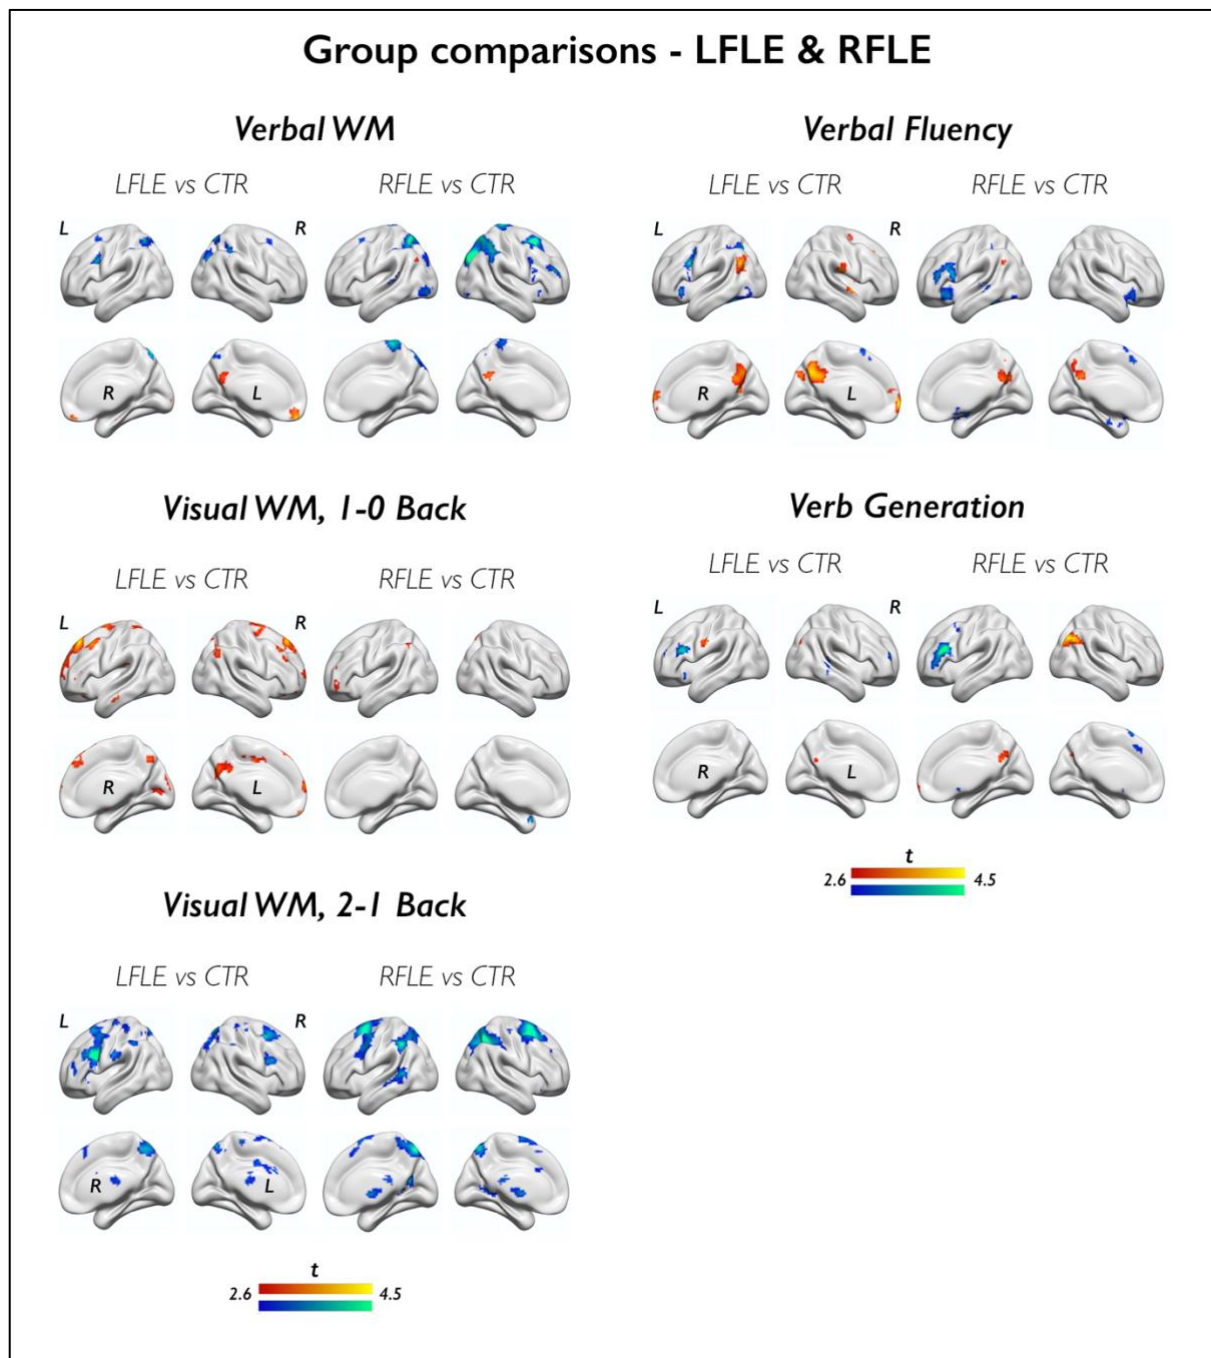 Group comparisons - LFLE & RFLE
Verbal WM
LFLE vs CTR RFLE vs CTR
L R
R L
Verbal Fluency
LFLE vs CTR RFLE vs CTR
L R
R L
Visual WM, 1-0 Back
LFLE vs CTR RFLE vs CTR
L R
R L
Verb Generation
LFLE vs CTR RFLE vs CTR
L R
R L
t
2.6 4.5
Visual WM, 2-1 Back
LFLE vs CTR RFLE vs CTR
L R
R L
t
2.6 4.5